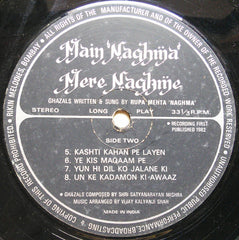 ALL RIGHTS OF THE MANUFACTURER AND OF THE OWNER OF THE RECORDED WORK RESERVED
UNAUTHORISED PUBLIC PERFORMANCE, BROADCASTING & COPYING OF THIS RECORD PROHIBITED
Main 'Naghma'
Mere Naghme
GHAZALS WRITTEN & SUNG BY RUPA MEHTA 'NAGHMA'
STEREO LONG PLAY 33⅓ R.P.M.
SIDE TWO
RECORDING FIRST
PUBLISHED 1982
5. KASHTI KAHAN PE LAYEN
6. YE KIS MAQAAM PE
7. YUN HI DIL KO JALANE KI
8. UN KE KADAMON KI AWAAZ
GHAZALS COMPOSED BY SHRI SATYANARAYAN MISHRA
MUSIC ARRANGED BY VIJAY KALYANJI SHAH
MADE IN INDIA